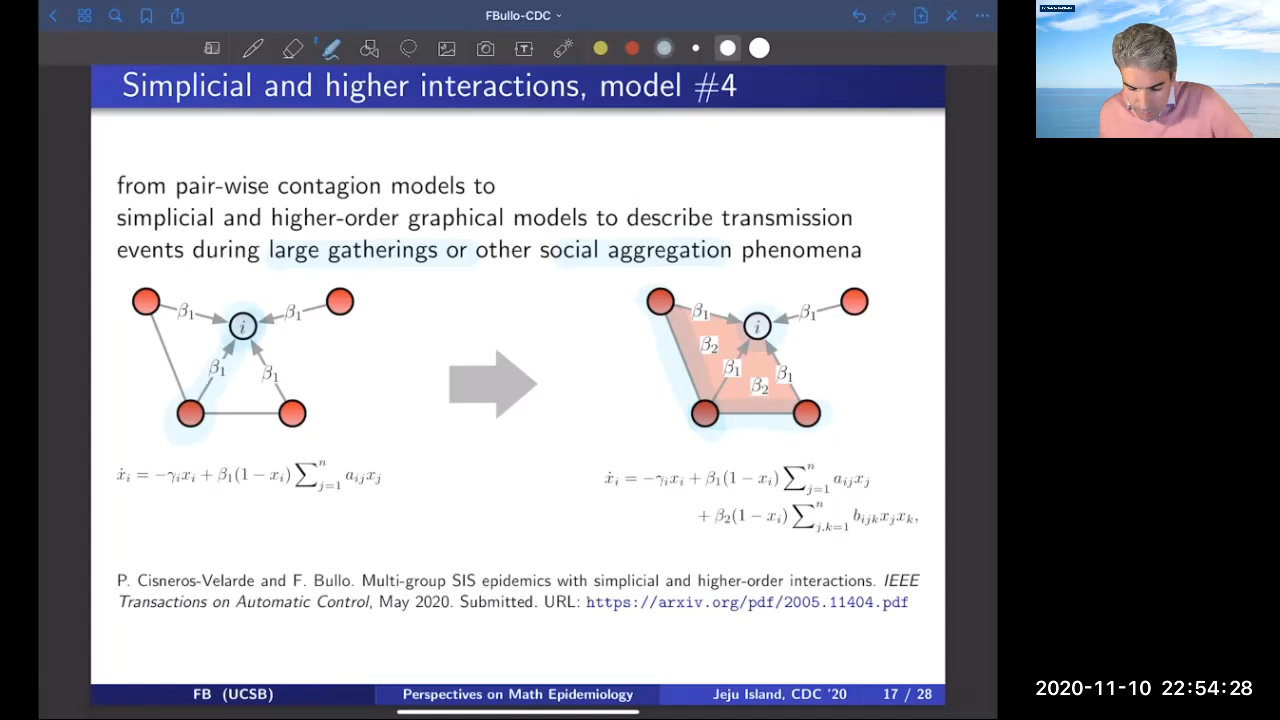 FBullo-CDC
Simplicial and higher interactions, model #4
from pair-wise contagion models to
simplicial and higher-order graphical models to describe transmission
events during large gatherings or other social aggregation phenomena
β₁ β₁ i β₁ β₁
β₁ β₂ i β₁ β₁ β₂ β₁
ẋᵢ = −γᵢxᵢ + β₁(1 − xᵢ) ∑ⁿⱼ₌₁ aᵢⱼxⱼ
ẋᵢ = −γᵢxᵢ + β₁(1 − xᵢ) ∑ⁿⱼ₌₁ aᵢⱼxⱼ
+ β₂(1 − xᵢ) ∑ⁿⱼ,ₖ₌₁ bᵢⱼₖxⱼxₖ,
P. Cisneros-Velarde and F. Bullo. Multi-group SIS epidemics with simplicial and higher-order interactions. IEEE
Transactions on Automatic Control, May 2020. Submitted. URL: https://arxiv.org/pdf/2005.11404.pdf
FB (UCSB) Perspectives on Math Epidemiology Jeju Island, CDC '20 17 / 28
2020-11-10 22:54:28